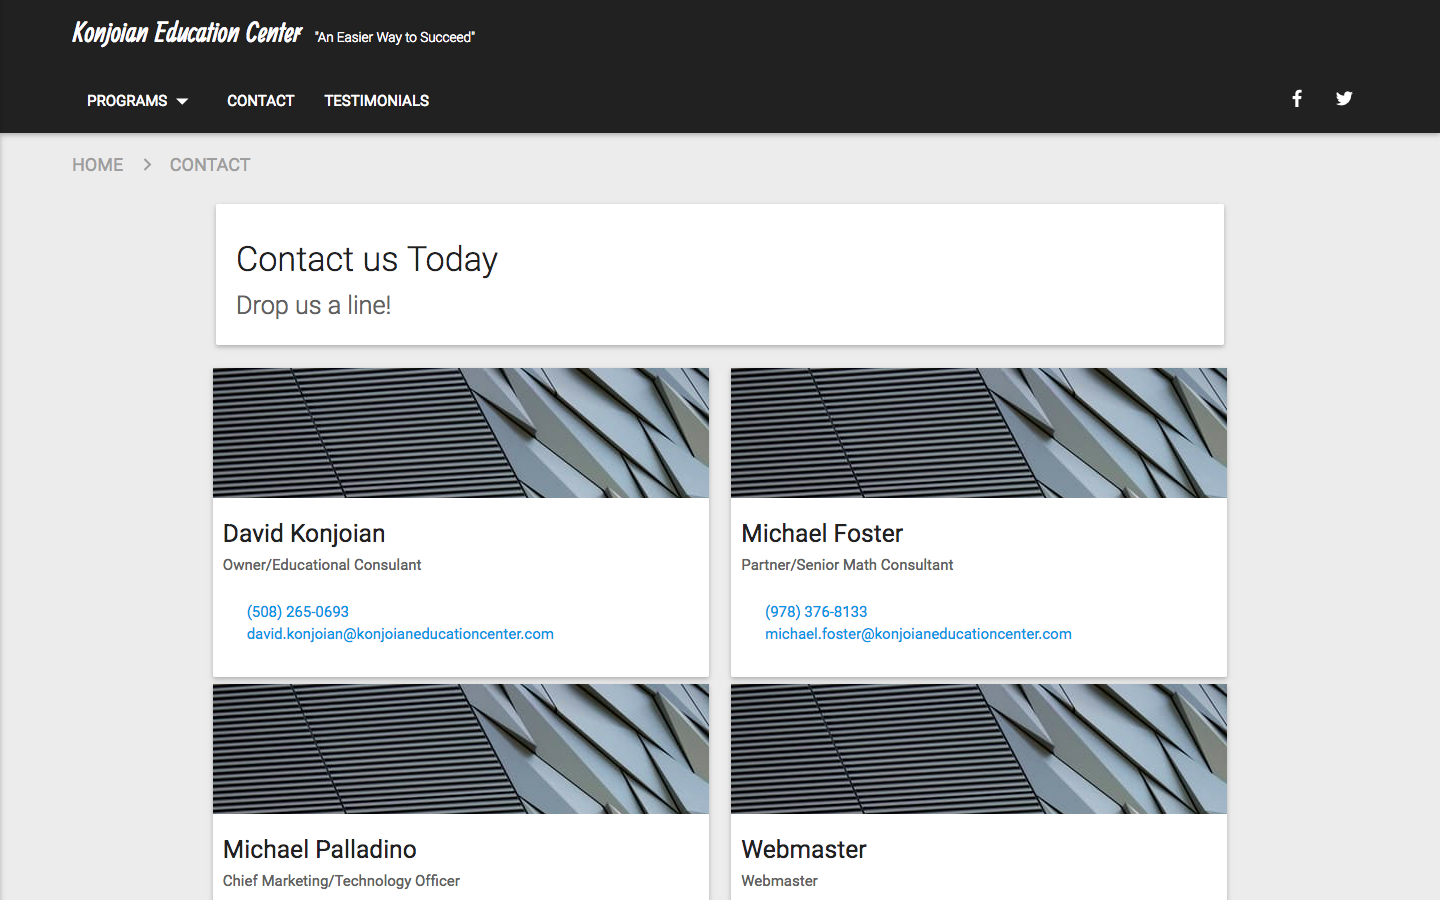 Konjoian Education Center "An Easier Way to Succeed"
PROGRAMS CONTACT TESTIMONIALS
HOME CONTACT
Contact us Today
Drop us a line!
David Konjoian
Owner/Educational Consulant
(508) 265-0693
david.konjoian@konjoianeducationcenter.com
Michael Foster
Partner/Senior Math Consultant
(978) 376-8133
michael.foster@konjoianeducationcenter.com
Michael Palladino
Chief Marketing/Technology Officer
Webmaster
Webmaster